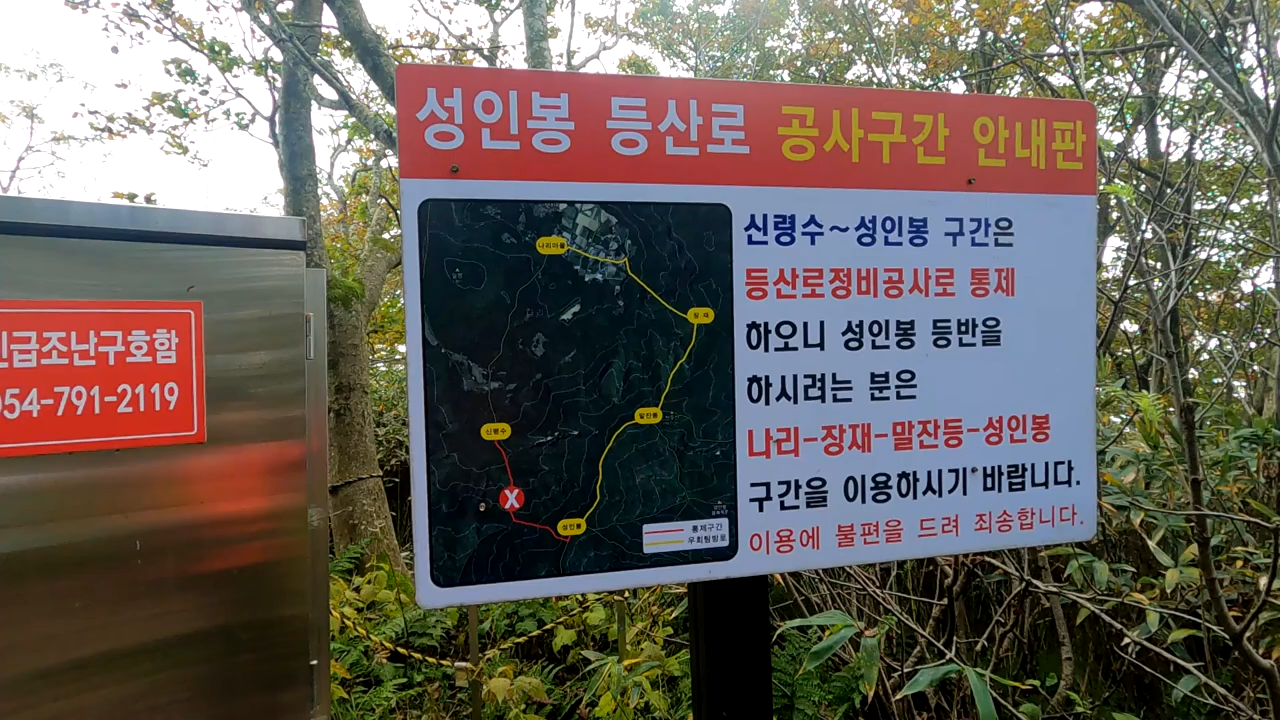 성인봉 등산로 공사구간 안내판
신령수~성인봉 구간은
등산로정비공사로 통제
하오니 성인봉 등반을
하시려는 분은
나리-장재-말잔등-성인봉
구간을 이용하시기 바랍니다.
이용에 불편을 드려 죄송합니다.
나리마을
장재
말잔등
신령수
X
성인봉
통제구간
우회탐방로
긴급조난구호함
054-791-2119